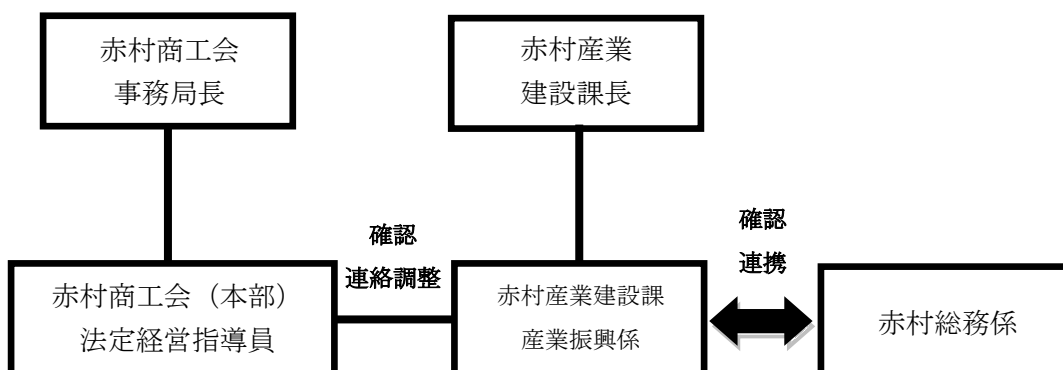 赤村商工会
事務局長
赤村産業
建設課長
確認
連絡調整
確認
連携
赤村商工会（本部）
法定経営指導員
赤村産業建設課
産業振興係
赤村総務係